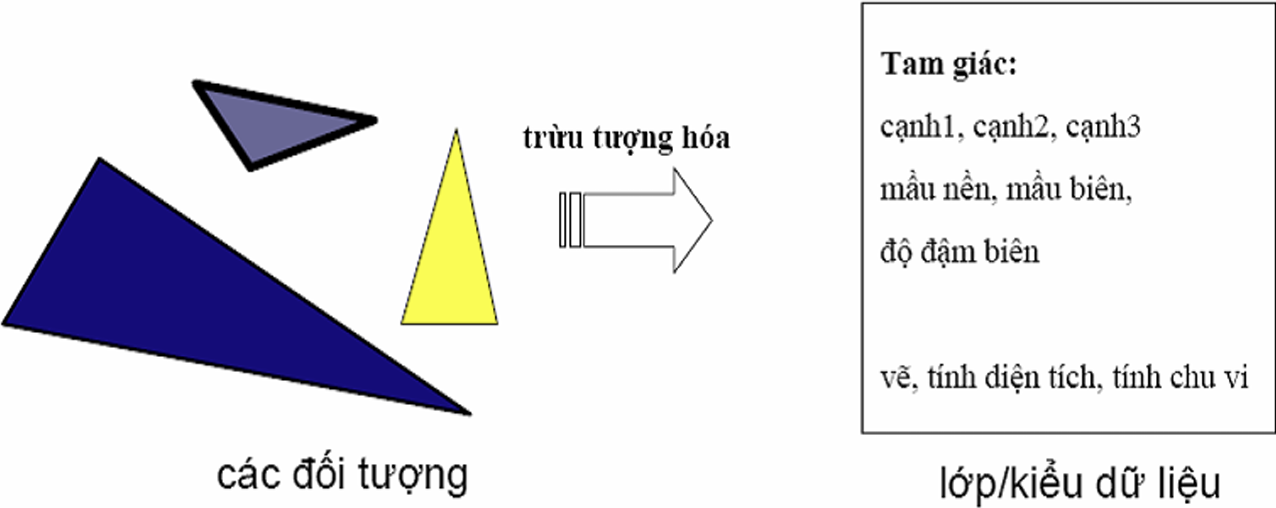 trừu tượng hóa
các đối tượng
Tam giác:
cạnh1, cạnh2, cạnh3
mầu nền, mầu biên,
độ đậm biên
vẽ, tính diện tích, tính chu vi
lớp/kiểu dữ liệu